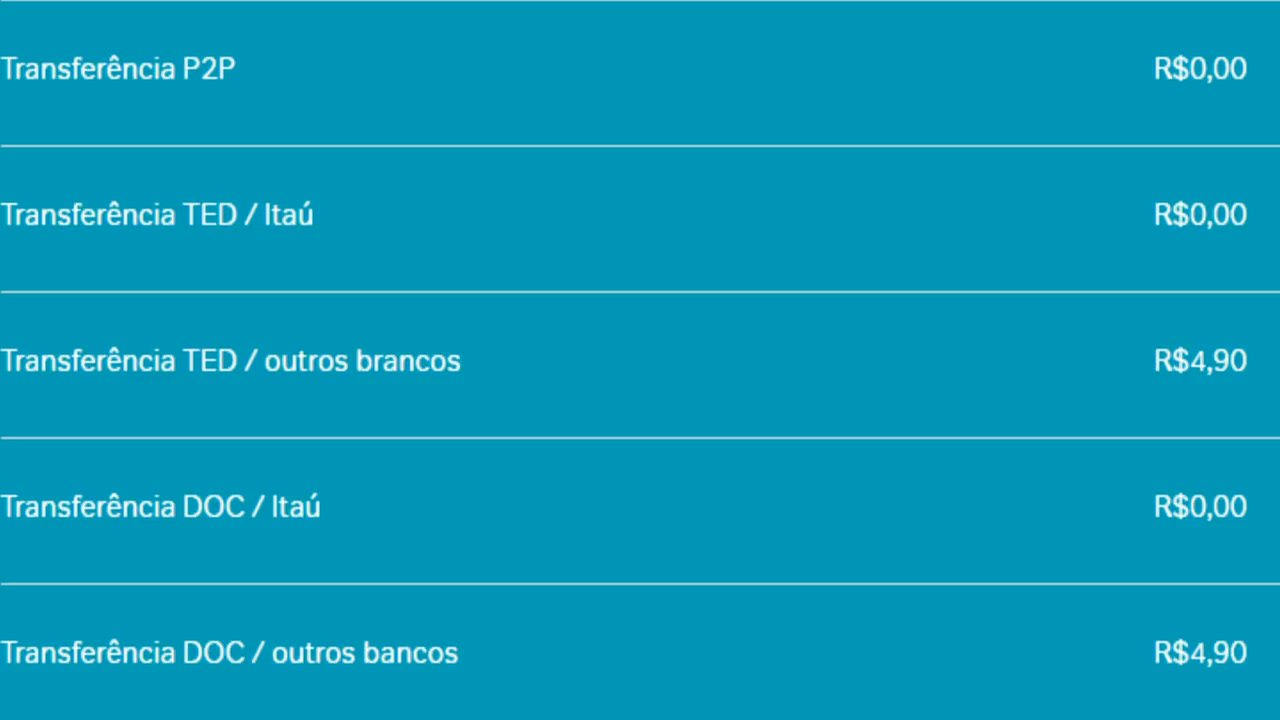 Transferência P2P R$0,00
Transferência TED / Itaú R$0,00
Transferência TED / outros brancos R$4,90
Transferência DOC / Itaú R$0,00
Transferência DOC / outros bancos R$4,90